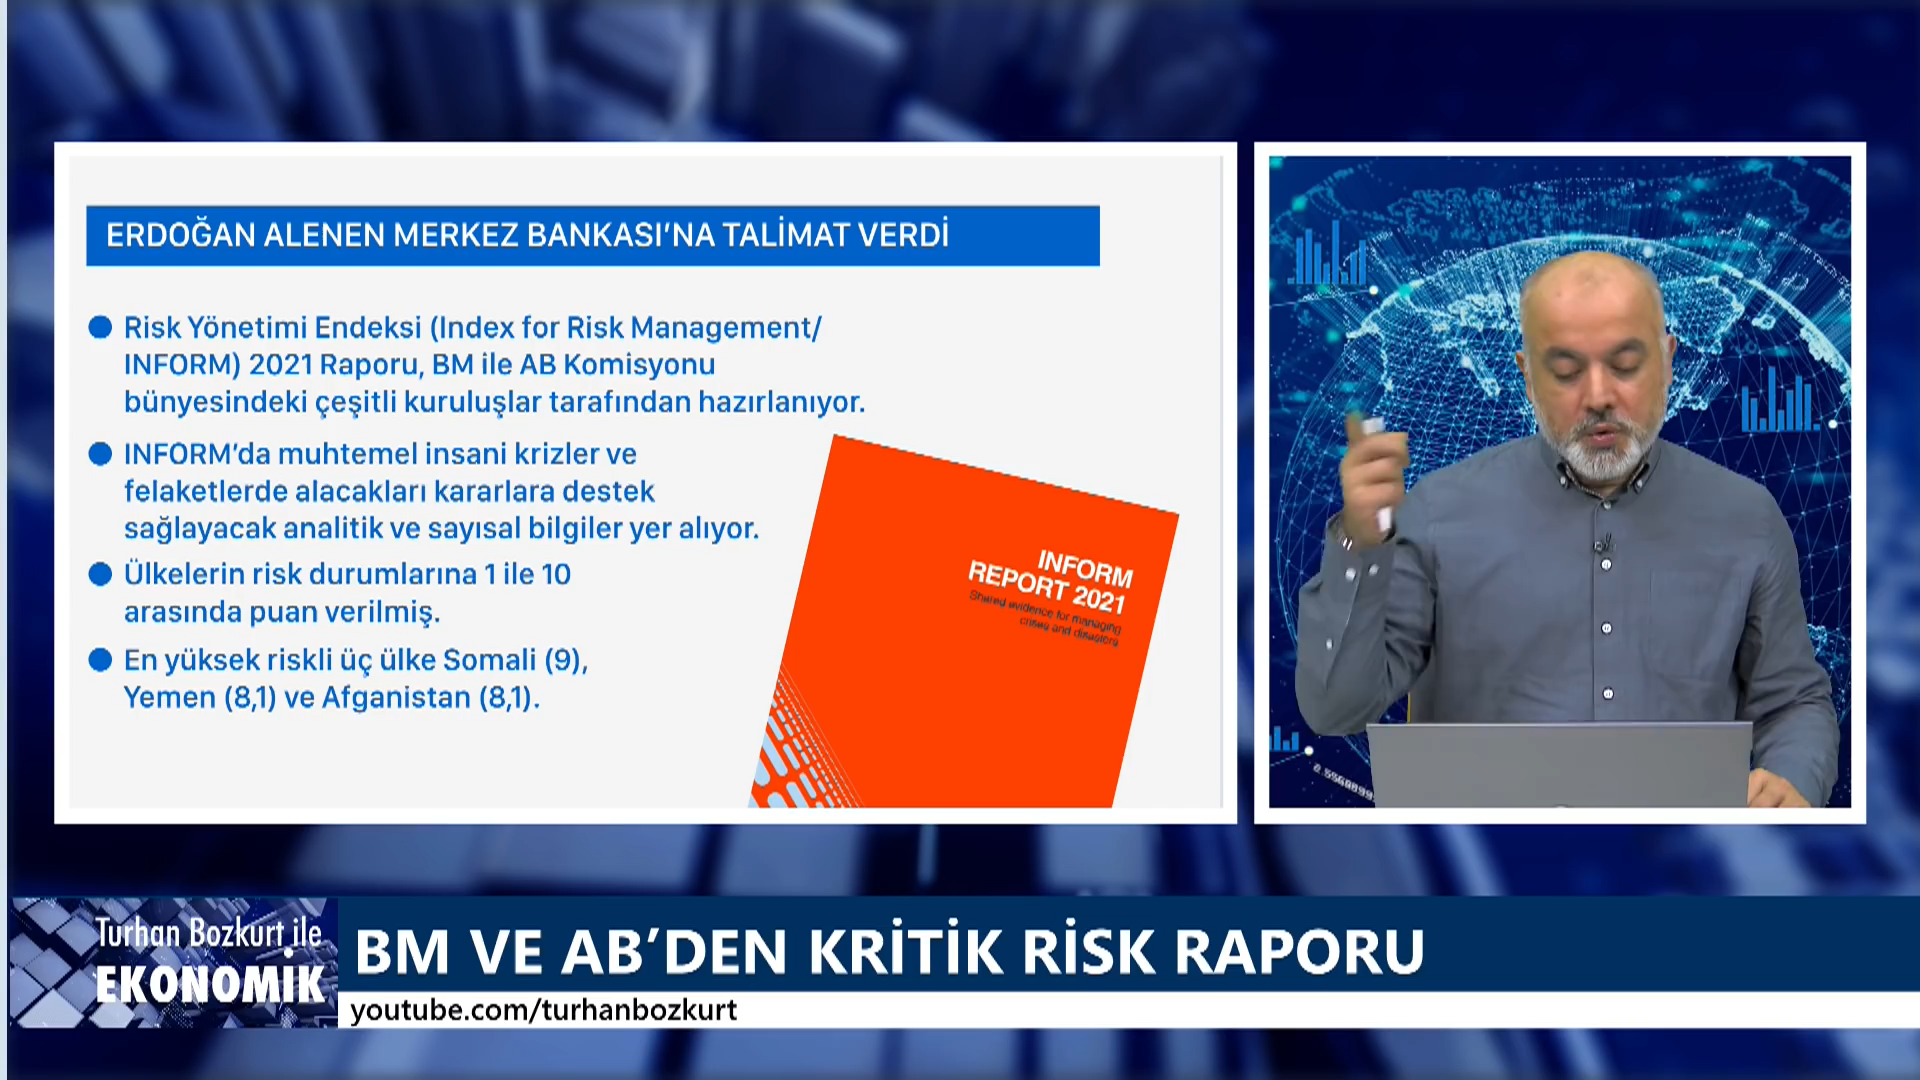 ERDOĞAN ALENEN MERKEZ BANKASI’NA TALİMAT VERDİ
Risk Yönetimi Endeksi (Index for Risk Management/
INFORM) 2021 Raporu, BM ile AB Komisyonu
bünyesindeki çeşitli kuruluşlar tarafından hazırlanıyor.
INFORM’da muhtemel insani krizler ve
felaketlerde alacakları kararlara destek
sağlayacak analitik ve sayısal bilgiler yer alıyor.
Ülkelerin risk durumlarına 1 ile 10
arasında puan verilmiş.
En yüksek riskli üç ülke Somali (9),
Yemen (8,1) ve Afganistan (8,1).
INFORM
REPORT 2021
Shared evidence for managing
crises and disasters
Turhan Bozkurt ile
EKONOMİK
BM VE AB’DEN KRİTİK RİSK RAPORU
youtube.com/turhanbozkurt